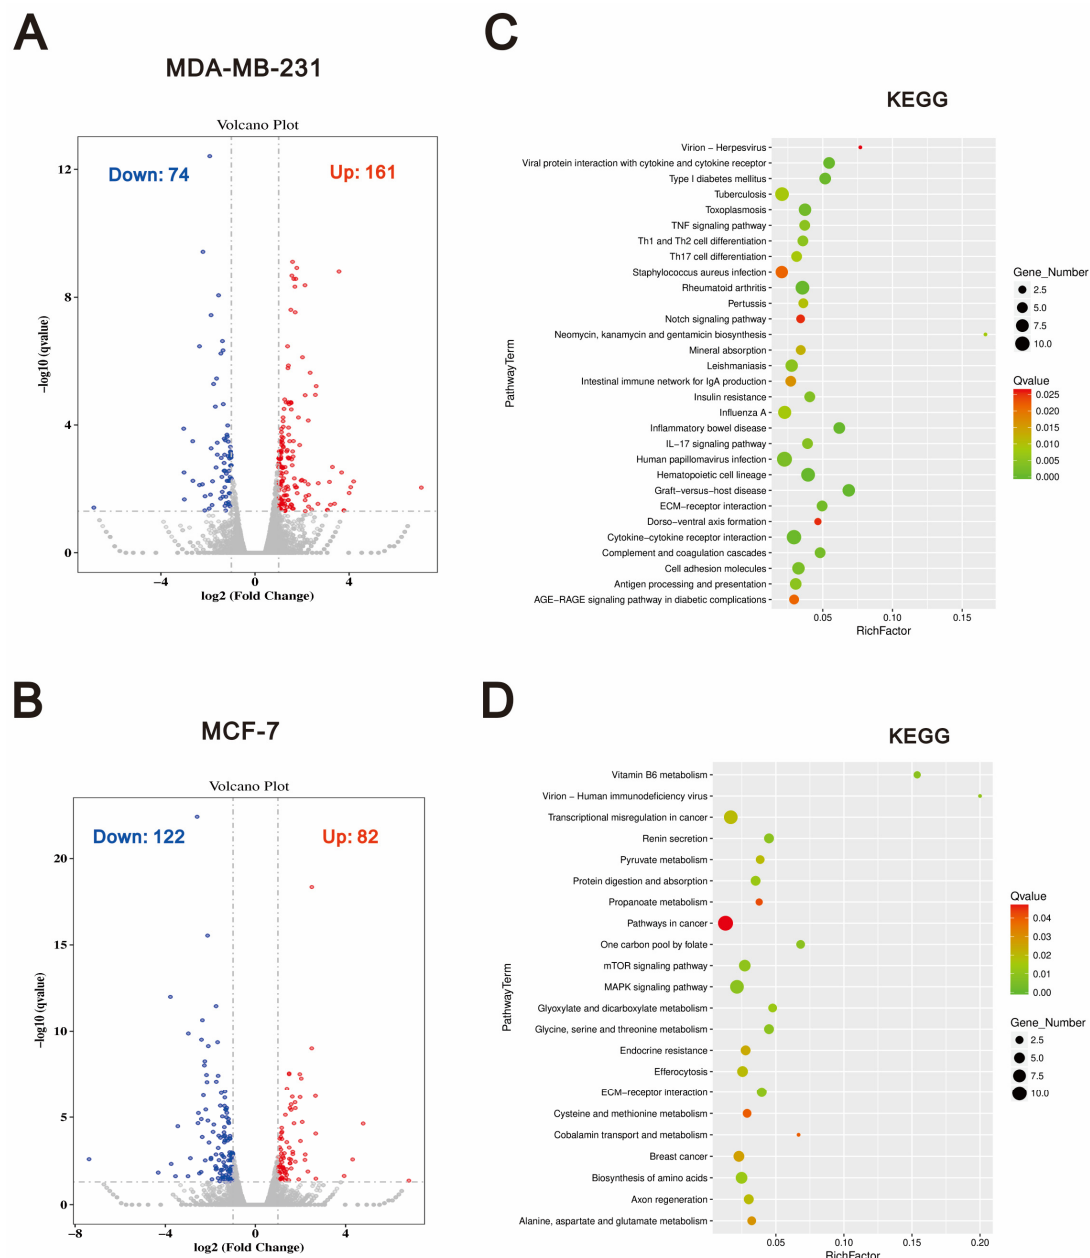 A
MDA-MB-231
Volcano Plot
Down: 74
Up: 161
12
8
4
0
−4
0
4
−log10 (qvalue)
log2 (Fold Change)
C
KEGG
PathwayTerm
Virion − Herpesvirus
Viral protein interaction with cytokine and cytokine receptor
Type I diabetes mellitus
Tuberculosis
Toxoplasmosis
TNF signaling pathway
Th1 and Th2 cell differentiation
Th17 cell differentiation
Staphylococcus aureus infection
Rheumatoid arthritis
Pertussis
Notch signaling pathway
Neomycin, kanamycin and gentamicin biosynthesis
Mineral absorption
Leishmaniasis
Intestinal immune network for IgA production
Insulin resistance
Influenza A
Inflammatory bowel disease
IL−17 signaling pathway
Human papillomavirus infection
Hematopoietic cell lineage
Graft−versus−host disease
ECM−receptor interaction
Dorso−ventral axis formation
Cytokine−cytokine receptor interaction
Complement and coagulation cascades
Cell adhesion molecules
Antigen processing and presentation
AGE−RAGE signaling pathway in diabetic complications
0.05
0.10
0.15
RichFactor
Gene_Number
2.5
5.0
7.5
10.0
Qvalue
0.025
0.020
0.015
0.010
0.005
0.000
B
MCF-7
Volcano Plot
Down: 122
Up: 82
20
15
10
5
0
−8
−4
0
4
−log10 (qvalue)
log2 (Fold Change)
D
KEGG
PathwayTerm
Vitamin B6 metabolism
Virion − Human immunodeficiency virus
Transcriptional misregulation in cancer
Renin secretion
Pyruvate metabolism
Protein digestion and absorption
Propanoate metabolism
Pathways in cancer
One carbon pool by folate
mTOR signaling pathway
MAPK signaling pathway
Glyoxylate and dicarboxylate metabolism
Glycine, serine and threonine metabolism
Endocrine resistance
Efferocytosis
ECM−receptor interaction
Cysteine and methionine metabolism
Cobalamin transport and metabolism
Breast cancer
Biosynthesis of amino acids
Axon regeneration
Alanine, aspartate and glutamate metabolism
0.05
0.10
0.15
0.20
RichFactor
Qvalue
0.04
0.03
0.02
0.01
0.00
Gene_Number
2.5
5.0
7.5
10.0